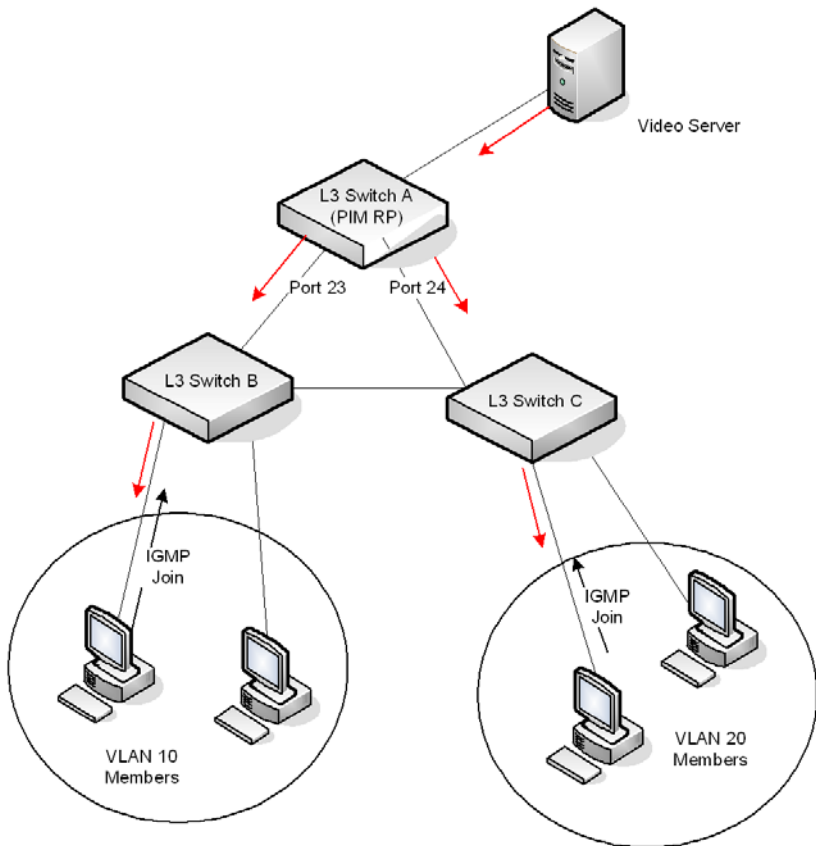 Video Server
L3 Switch A
(PIM RP)
Port 23
Port 24
L3 Switch B
L3 Switch C
IGMP
Join
IGMP
Join
VLAN 10
Members
VLAN 20
Members